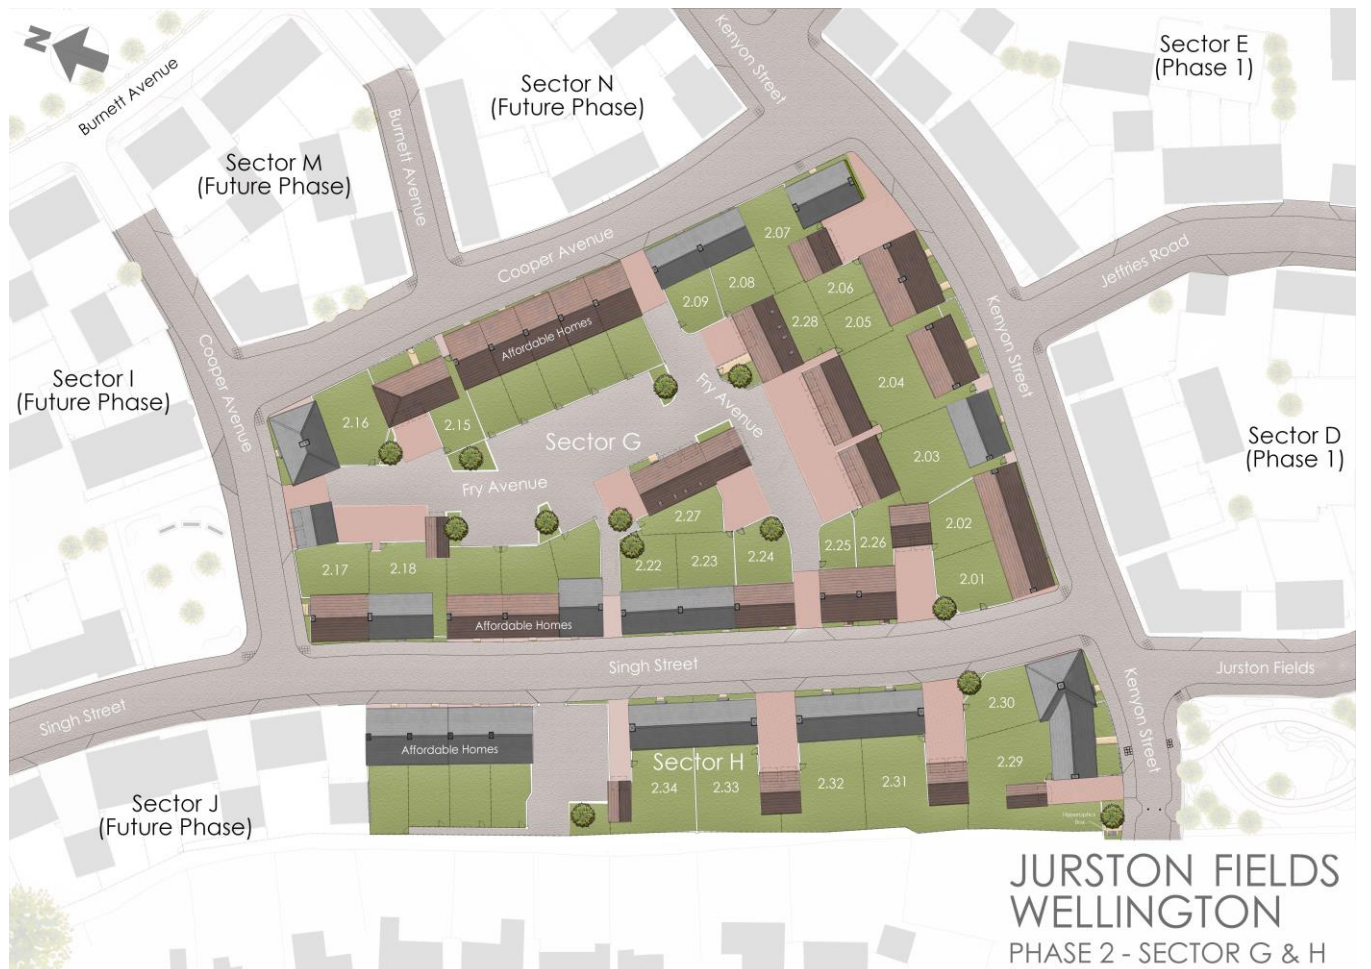 N
Burnett Avenue
Sector M
(Future Phase)
Burnett Avenue
Sector N
(Future Phase)
Kenyon Street
Sector E
(Phase 1)
Cooper Avenue
Jeffries Road
Kenyon Street
Sector I
(Future Phase)
Cooper Avenue
Sector D
(Phase 1)
2.07
2.08
2.09
2.06
2.05
2.28
2.04
2.03
Affordable Homes
2.16
2.15
Sector G
Fry Avenue
Fry Avenue
2.27
2.02
2.01
2.17
2.18
2.22
2.23
2.24
2.25
2.26
Affordable Homes
Singh Street
Singh Street
Kenyon Street
Jurston Fields
Affordable Homes
Sector H
2.34
2.33
2.32
2.31
2.30
2.29
Sector J
(Future Phase)
JURSTON FIELDS
WELLINGTON
PHASE 2 - SECTOR G & H